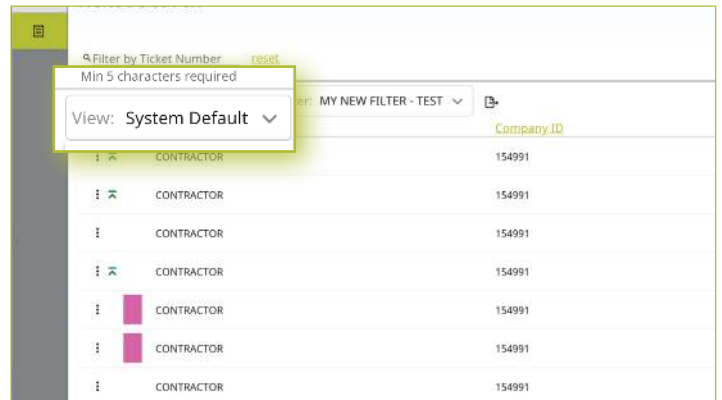 Filter by Ticket Number reset
Min 5 characters required
View: System Default
MY NEW FILTER - TEST
Company ID
CONTRACTOR 154991
CONTRACTOR 154991
CONTRACTOR 154991
CONTRACTOR 154991
CONTRACTOR 154991
CONTRACTOR 154991
CONTRACTOR 154991